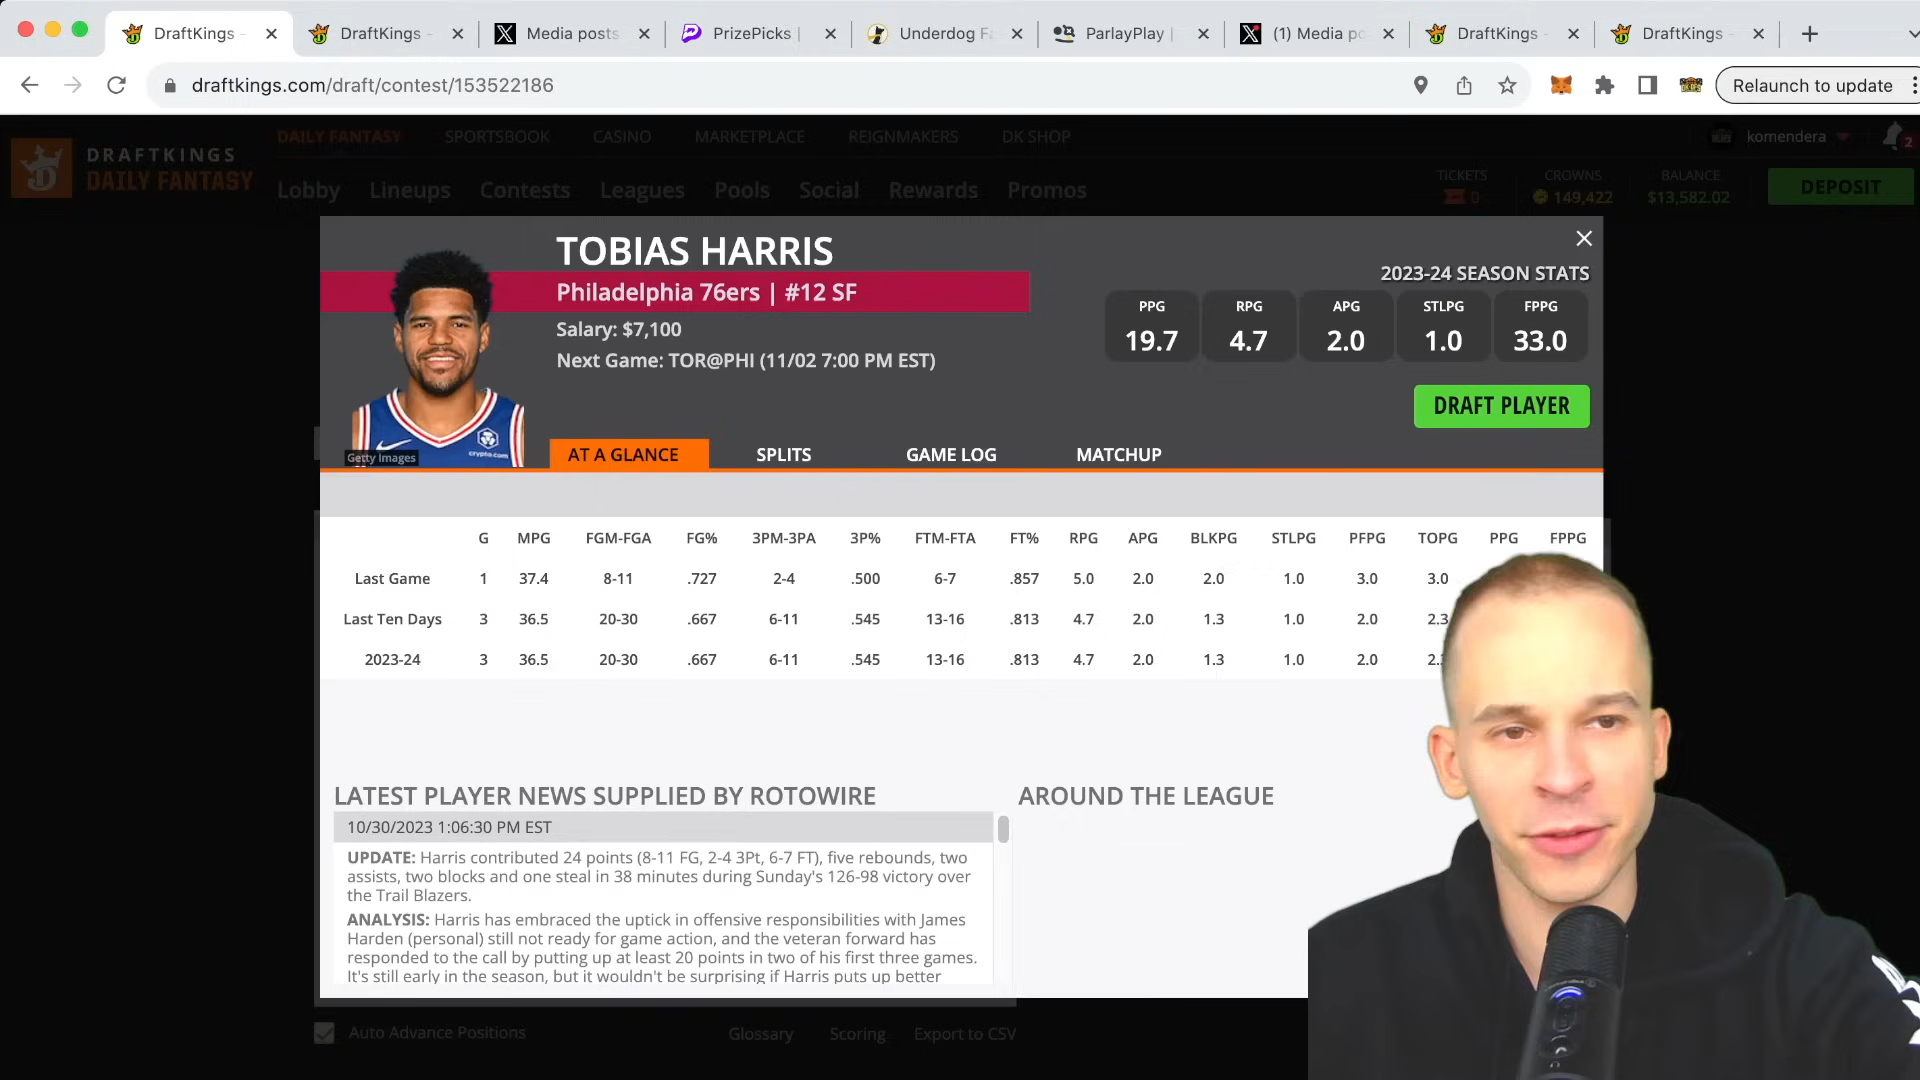 DraftKings -
DraftKings -
Media posts
PrizePicks |
Underdog Fa
ParlayPlay |
(1) Media po
DraftKings -
DraftKings -
draftkings.com/draft/contest/153522186
Relaunch to update
DAILY FANTASY
SPORTSBOOK
CASINO
MARKETPLACE
REIGNMAKERS
DK SHOP
komendera
2
DRAFTKINGS
DAILY FANTASY
Lobby
Lineups
Contests
Leagues
Pools
Social
Rewards
Promos
TICKETS
0
CROWNS
149,422
BALANCE
$13,582.02
DEPOSIT
TOBIAS HARRIS
Philadelphia 76ers | #12 SF
Salary: $7,100
Next Game: TOR@PHI (11/02 7:00 PM EST)
2023-24 SEASON STATS
PPG RPG APG STLPG FPPG
19.7 4.7 2.0 1.0 33.0
DRAFT PLAYER
crypto.com
Getty Images
AT A GLANCE SPLITS GAME LOG MATCHUP
G MPG FGM-FGA FG% 3PM-3PA 3P% FTM-FTA FT% RPG APG BLKPG STLPG PFPG TOPG PPG FPPG
Last Game 1 37.4 8-11 .727 2-4 .500 6-7 .857 5.0 2.0 2.0 1.0 3.0 3.0
Last Ten Days 3 36.5 20-30 .667 6-11 .545 13-16 .813 4.7 2.0 1.3 1.0 2.0 2.3
2023-24 3 36.5 20-30 .667 6-11 .545 13-16 .813 4.7 2.0 1.3 1.0 2.0 2.
LATEST PLAYER NEWS SUPPLIED BY ROTOWIRE
AROUND THE LEAGUE
10/30/2023 1:06:30 PM EST
UPDATE: Harris contributed 24 points (8-11 FG, 2-4 3Pt, 6-7 FT), five rebounds, two
assists, two blocks and one steal in 38 minutes during Sunday's 126-98 victory over
the Trail Blazers.
ANALYSIS: Harris has embraced the uptick in offensive responsibilities with James
Harden (personal) still not ready for game action, and the veteran forward has
responded to the call by putting up at least 20 points in two of his first three games.
It's still early in the season, but it wouldn't be surprising if Harris puts up better
Auto Advance Positions
Glossary
Scoring
Export to CSV